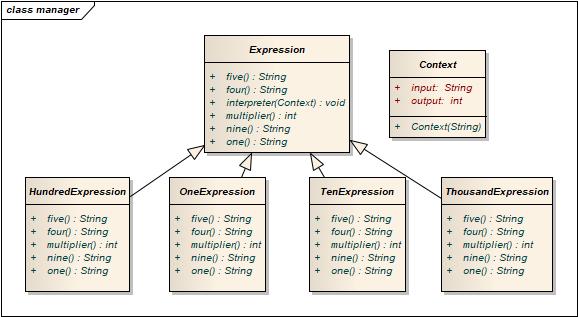 class manager
Expression
+ five() : String
+ four() : String
+ interpreter(Context) : void
+ multiplier() : int
+ nine() : String
+ one() : String
Context
+ input: String
+ output: int
+ Context(String)
HundredExpression
+ five() : String
+ four() : String
+ multiplier() : int
+ nine() : String
+ one() : String
OneExpression
+ five() : String
+ four() : String
+ multiplier() : int
+ nine() : String
+ one() : String
TenExpression
+ five() : String
+ four() : String
+ multiplier() : int
+ nine() : String
+ one() : String
ThousandExpression
+ five() : String
+ four() : String
+ multiplier() : int
+ nine() : String
+ one() : String